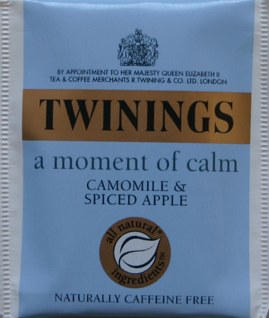 BY APPOINTMENT TO HER MAJESTY QUEEN ELIZABETH II
TEA & COFFEE MERCHANTS R TWINING & CO. LTD. LONDON
TWININGS
a moment of calm
CAMOMILE &
SPICED APPLE
all natural*
ingredients™
NATURALLY CAFFEINE FREE